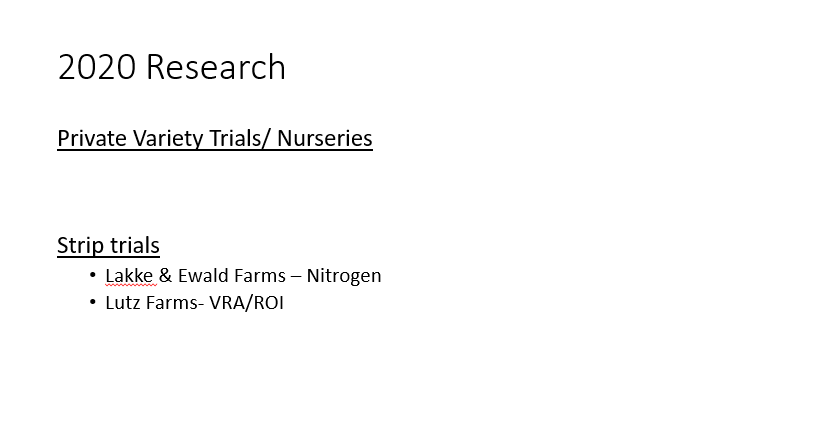 2020 Research
Private Variety Trials/ Nurseries
Strip trials
• Lakke & Ewald Farms – Nitrogen
• Lutz Farms- VRA/ROI